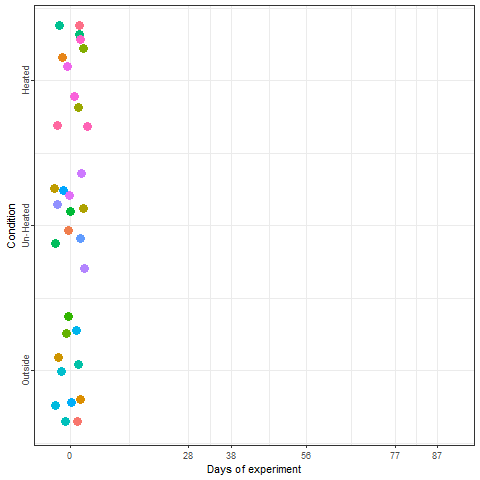 Heated
Un-Heated
Outside
Condition
0 28 38 56 77 87
Days of experiment